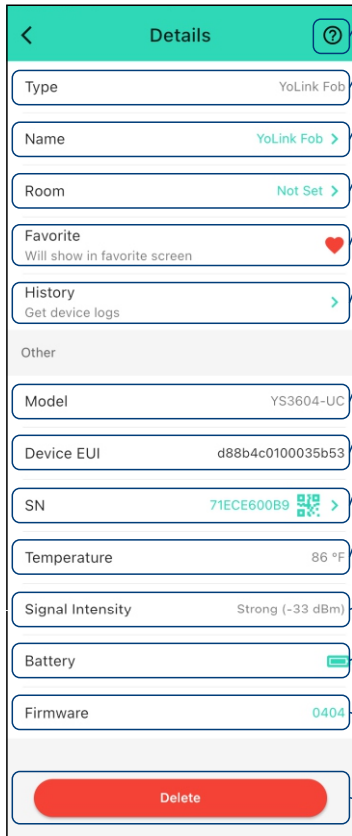 Details
Type
YoLink Fob
Name
YoLink Fob
Room
Not Set
Favorite
Will show in favorite screen
History
Get device logs
Other
Model
YS3604-UC
Device EUI
d88b4c0100035b53
SN
71ECE600B9
Temperature
86 °F
Signal Intensity
Strong (-33 dBm)
Battery
Firmware
0404
Delete